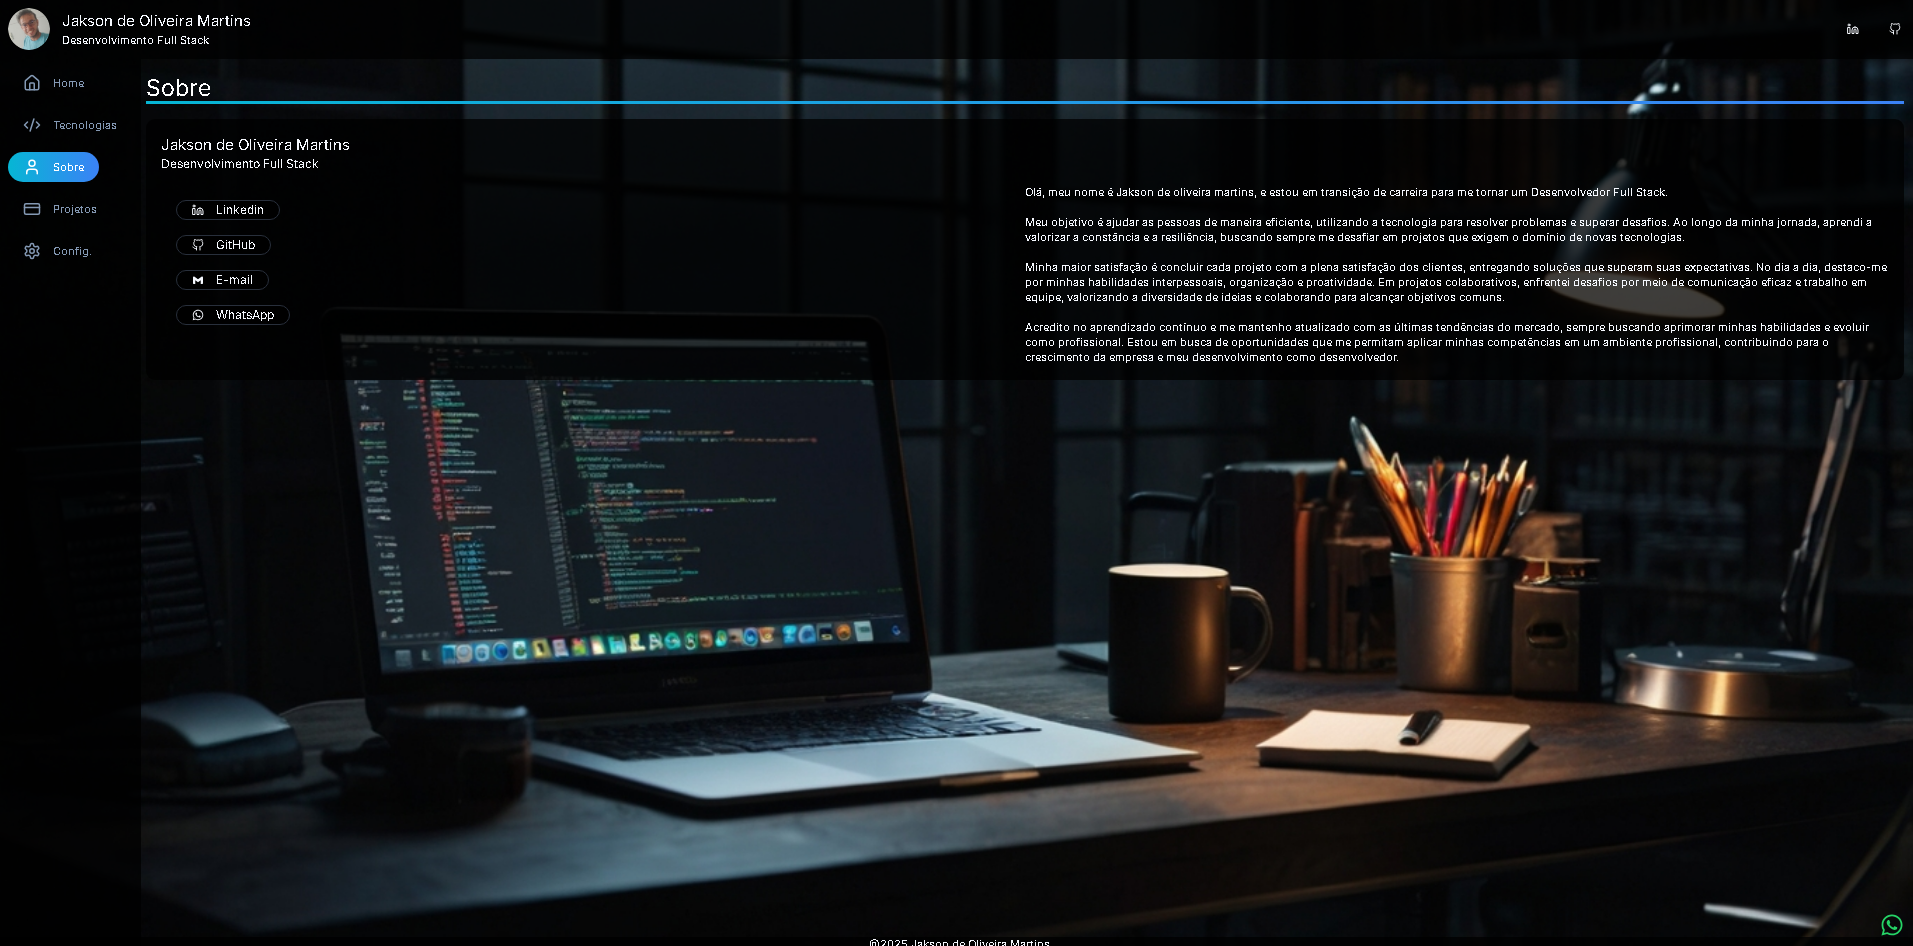 Jakson de Oliveira Martins
Desenvolvimento Full Stack
Home
Tecnologias
Sobre
Projetos
Config.
Sobre
Jakson de Oliveira Martins
Desenvolvimento Full Stack
Linkedin
GitHub
E-mail
WhatsApp
Olá, meu nome é Jakson de oliveira martins, e estou em transição de carreira para me tornar um Desenvolvedor Full Stack.
Meu objetivo é ajudar as pessoas de maneira eficiente, utilizando a tecnologia para resolver problemas e superar desafios. Ao longo da minha jornada, aprendi a
valorizar a constância e a resiliência, buscando sempre me desafiar em projetos que exigem o domínio de novas tecnologias.
Minha maior satisfação é concluir cada projeto com a plena satisfação dos clientes, entregando soluções que superam suas expectativas. No dia a dia, destaco-me
por minhas habilidades interpessoais, organização e proatividade. Em projetos colaborativos, enfrentei desafios por meio de comunicação eficaz e trabalho em
equipe, valorizando a diversidade de ideias e colaborando para alcançar objetivos comuns.
Acredito no aprendizado contínuo e me mantenho atualizado com as últimas tendências do mercado, sempre buscando aprimorar minhas habilidades e evoluir
como profissional. Estou em busca de oportunidades que me permitam aplicar minhas competências em um ambiente profissional, contribuindo para o
crescimento da empresa e meu desenvolvimento como desenvolvedor.
©2025 Jakson de Oliveira Martins